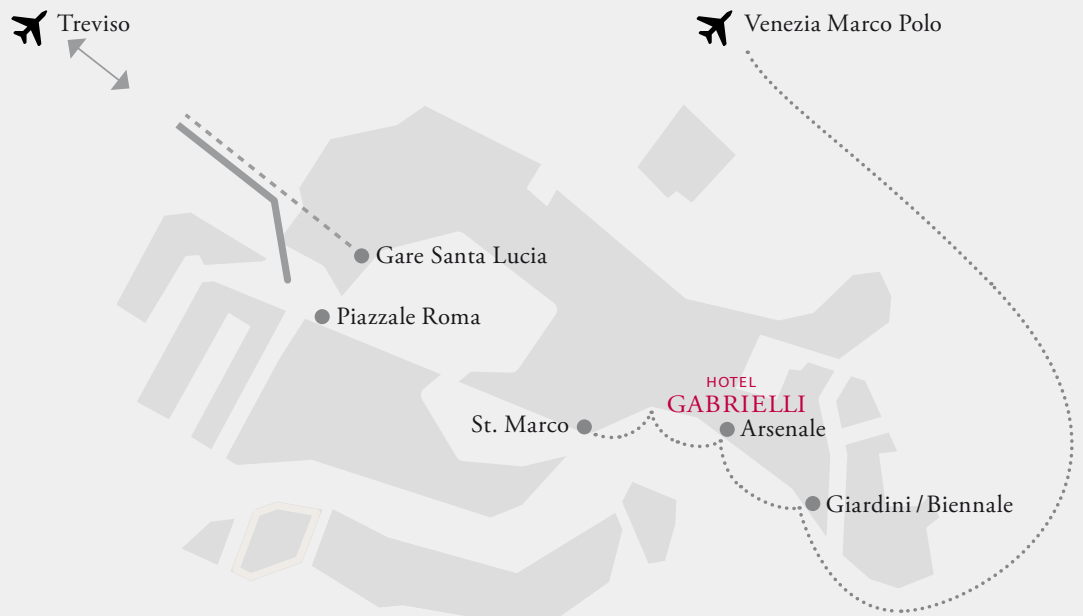 Treviso
Venezia Marco Polo
Gare Santa Lucia
Piazzale Roma
HOTEL
GABRIELLI
St. Marco
Arsenale
Giardini / Biennale